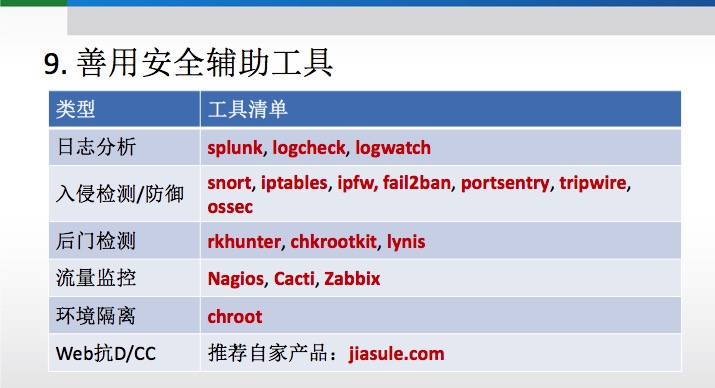 9. 善用安全辅助工具
类型 工具清单
日志分析 splunk, logcheck, logwatch
入侵检测/防御 snort, iptables, ipfw, fail2ban, portsentry, tripwire,
ossec
后门检测 rkhunter, chkrootkit, lynis
流量监控 Nagios, Cacti, Zabbix
环境隔离 chroot
Web抗D/CC 推荐自家产品：jiasule.com